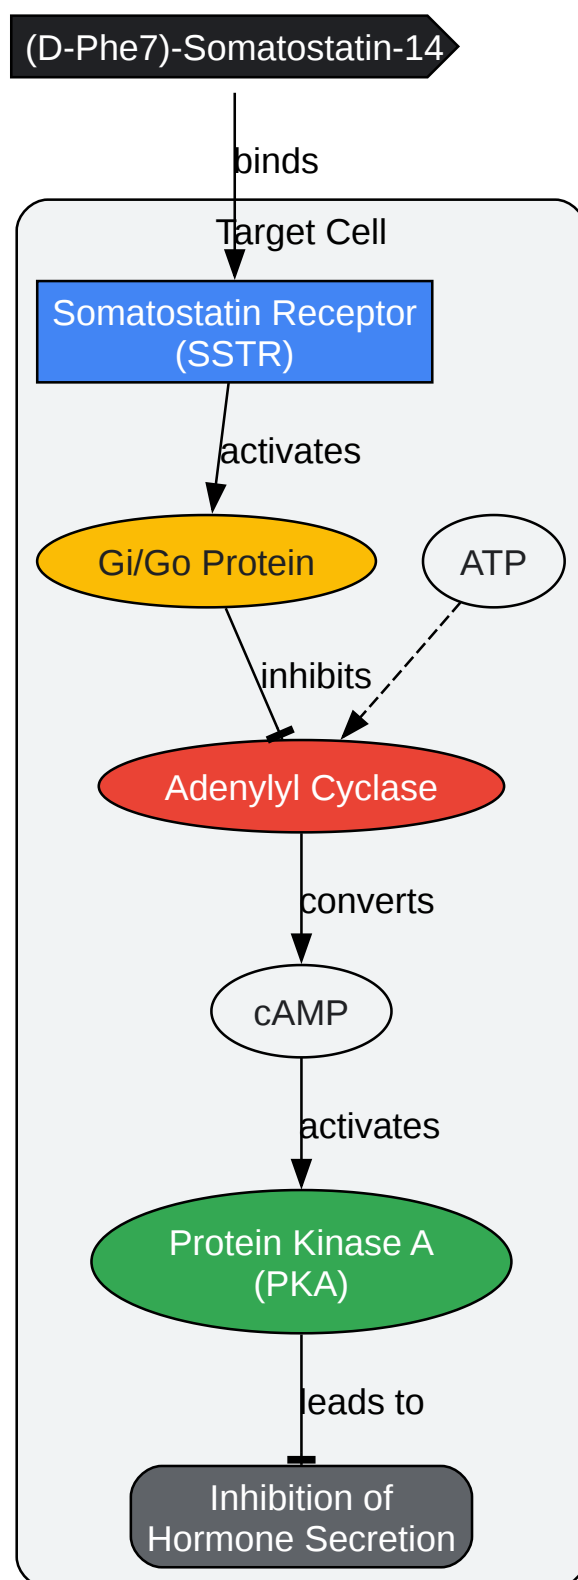 (D-Phe7)-Somatostatin-14
binds
Target Cell
Somatostatin Receptor
(SSTR)
activates
Gi/Go Protein
ATP
inhibits
Adenylyl Cyclase
converts
cAMP
activates
Protein Kinase A
(PKA)
leads to
Inhibition of
Hormone Secretion